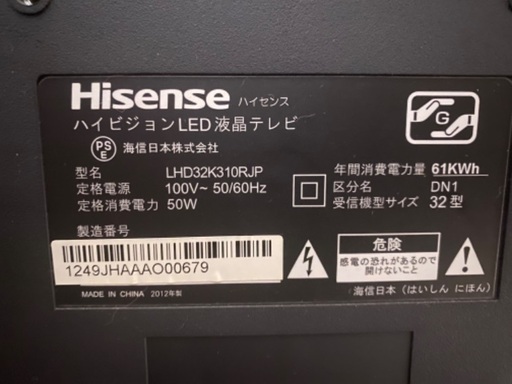 Hisense ハイセンス
ハイビジョンLED液晶テレビ
PSE 海信日本株式会社
G
型名 LHD32K310RJP
定格電源 100V~ 50/60Hz
定格消費電力 50W
年間消費電力量 61KWh
区分名 DN1
受信機型サイズ 32型
製造番号
1249JHAAAO00679
MADE IN CHINA 2012年製
危険
感電の恐れがあるので
開けないこと
海信日本(はいしん にほん)